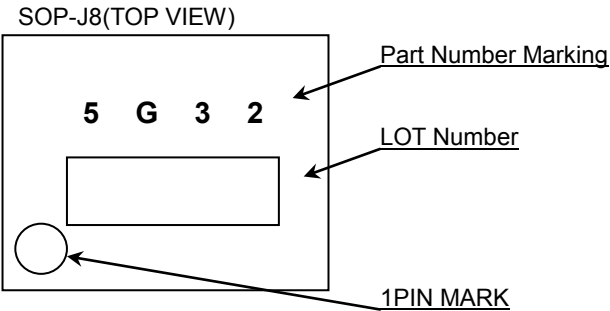 SOP-J8(TOP VIEW)
Part Number Marking
5 G 3 2
LOT Number
1PIN MARK